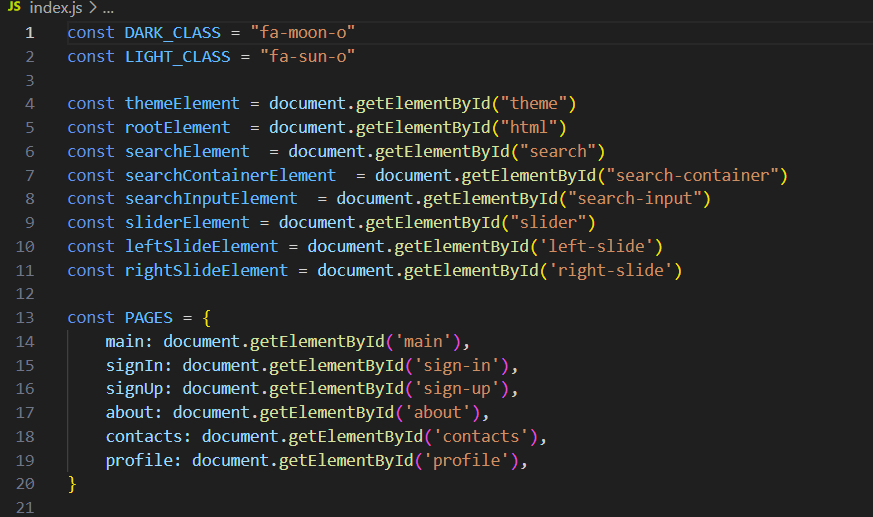 JS index.js > ...
1 const DARK_CLASS = "fa-moon-o"
2 const LIGHT_CLASS = "fa-sun-o"
3
4 const themeElement = document.getElementById("theme")
5 const rootElement  = document.getElementById("html")
6 const searchElement  = document.getElementById("search")
7 const searchContainerElement  = document.getElementById("search-container")
8 const searchInputElement  = document.getElementById("search-input")
9 const sliderElement = document.getElementById("slider")
10 const leftSlideElement = document.getElementById('left-slide')
11 const rightSlideElement = document.getElementById('right-slide')
12
13 const PAGES = {
14     main: document.getElementById('main'),
15     signIn: document.getElementById('sign-in'),
16     signUp: document.getElementById('sign-up'),
17     about: document.getElementById('about'),
18     contacts: document.getElementById('contacts'),
19     profile: document.getElementById('profile'),
20 }
21